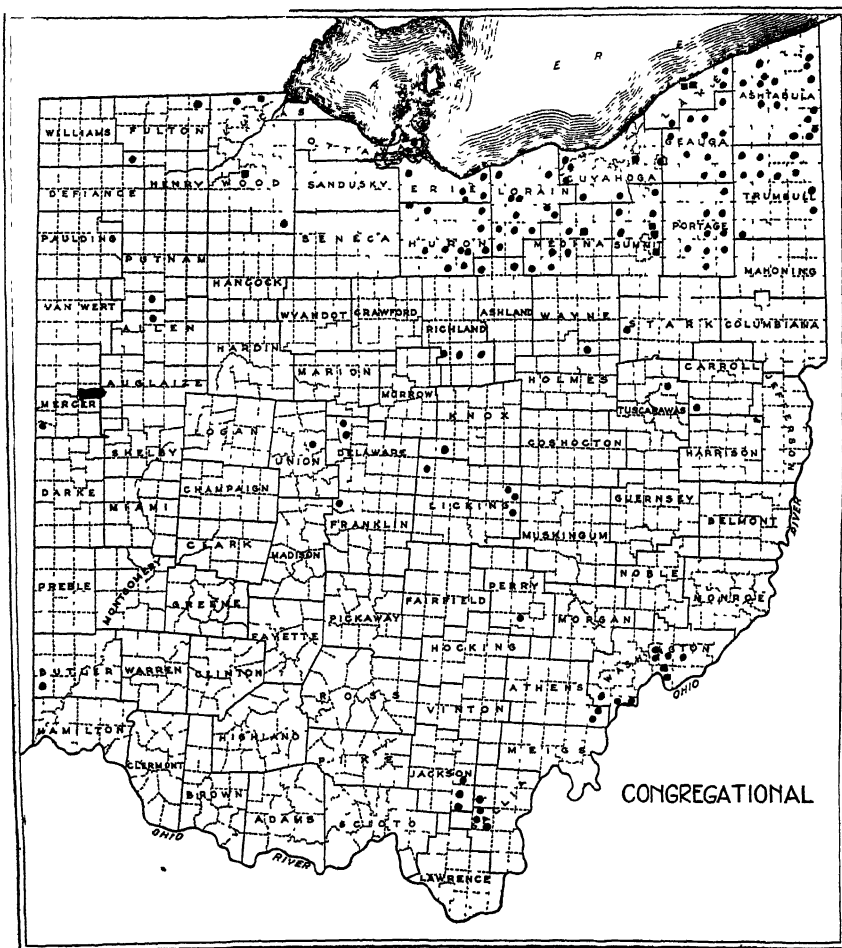 E R E
ASHTABULA
LAKE
LUCAS
WILLIAMS
FULTON
OTTA
GEAUGA
CUYAHOGA
DEFIANCE
HENRY
WOOD
SANDUSKY
ERIE
LORAIN
TRUMBULL
PAULDING
SENECA
HURON
MEDINA
SUMMIT
PORTAGE
PUTNAM
MAHONING
HANCOCK
VAN WERT
ALLEN
WYANDOT
CRAWFORD
RICHLAND
ASHLAND
WAYNE
STARK
COLUMBIANA
HARDIN
MARION
CARROLL
AUGLAIZE
MERCER
MORROW
HOLMES
JEFFERSON
LOGAN
KNOX
TUSCARAWAS
UNION
DELAWARE
COSHOCTON
HARRISON
SHELBY
DARKE
CHAMPAIGN
LICKING
GUERNSEY
MIAMI
FRANKLIN
BELMONT
RIVER
CLARK
MADISON
MUSKINGUM
PREBLE
MONTGOMERY
GREENE
FAIRFIELD
PERRY
NOBLE
MONROE
PICKAWAY
MORGAN
FAYETTE
HOCKING
WASHINGTON
BUTLER
WARREN
CLINTON
ROSS
ATHENS
OHIO
VINTON
HAMILTON
HIGHLAND
MEIGS
CLERMONT
PIKE
JACKSON
BROWN
GALLIA
CONGREGATIONAL
ADAMS
SCIOTO
OHIO
RIVER
LAWRENCE